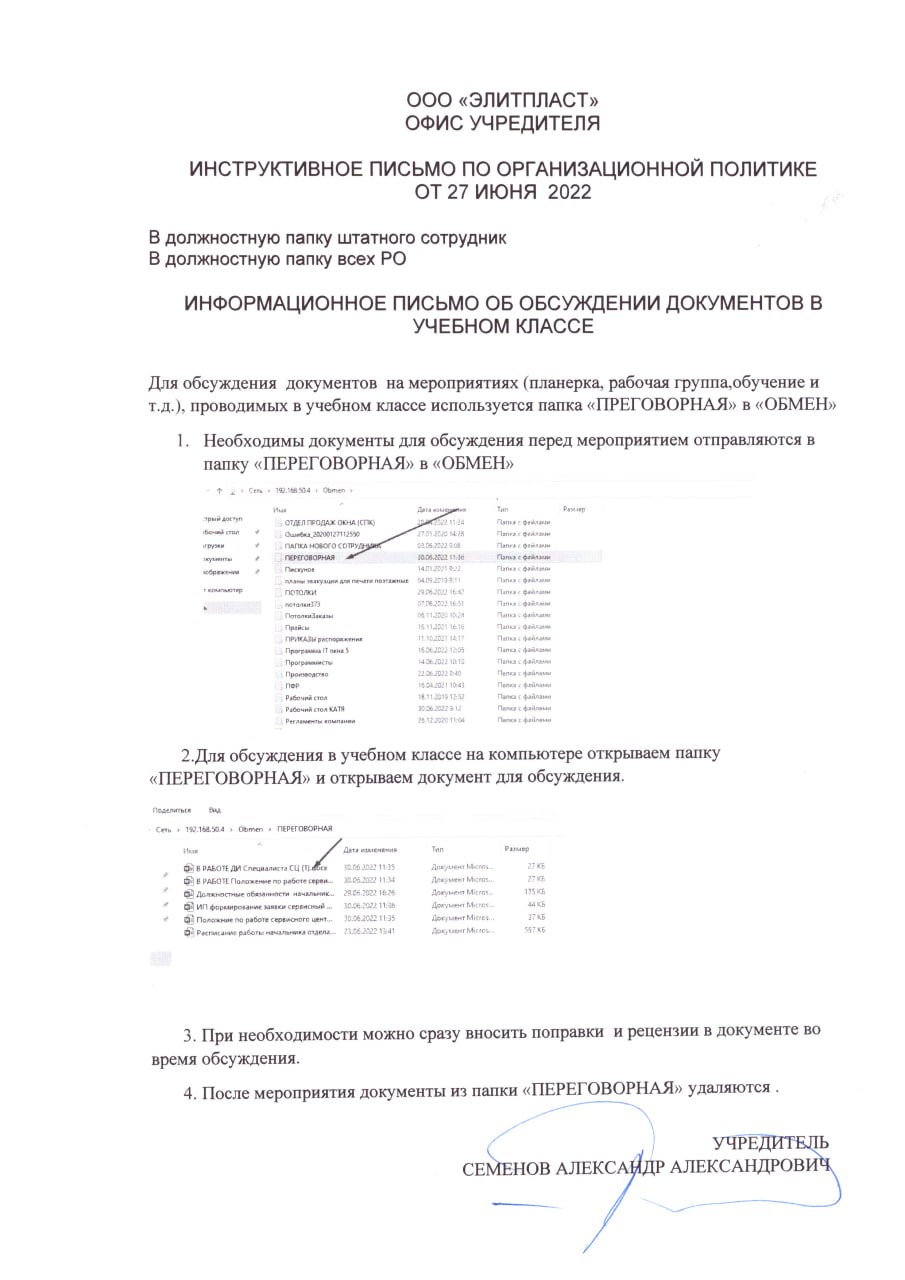 ООО «ЭЛИТПЛАСТ»
ОФИС УЧРЕДИТЕЛЯ
ИНСТРУКТИВНОЕ ПИСЬМО ПО ОРГАНИЗАЦИОННОЙ ПОЛИТИКЕ
ОТ 27 ИЮНЯ 2022
В должностную папку штатного сотрудник
В должностную папку всех РО
ИНФОРМАЦИОННОЕ ПИСЬМО ОБ ОБСУЖДЕНИИ ДОКУМЕНТОВ В
УЧЕБНОМ КЛАССЕ
Для обсуждения документов на мероприятиях (планерка, рабочая группа,обучение и
т.д.), проводимых в учебном классе используется папка «ПРЕГОВОРНАЯ» в «ОБМЕН»
1. Необходимы документы для обсуждения перед мероприятием отправляются в
папку «ПЕРЕГОВОРНАЯ» в «ОБМЕН»
Сеть › 192.168.50.4 › Obmen ›
Имя Дата изменения Тип Размер
ОТДЕЛ ПРОДАЖ ОКНА (СПК) 11:24 Папка с файлами
Ошибка_20200127112550 27.01.2020 14:28 Папка с файлами
ПАПКА НОВОГО СОТРУДНИКА 03.06.2022 9:08 Папка с файлами
ПЕРЕГОВОРНАЯ 30.06.2022 11:36 Папка с файлами
Пискунов 14.01.2021 9:22 Папка с файлами
планы эвакуации для печати поэтажные 04.09.2019 9:11 Папка с файлами
ПОТОЛКИ 29.06.2022 16:42 Папка с файлами
потолки373 07.06.2022 16:51 Папка с файлами
ПотолкиЗаказы 06.11.2020 10:24 Папка с файлами
Прайсы 15.11.2021 16:16 Папка с файлами
ПРИКАЗЫ распоряжения 11.10.2021 14:17 Папка с файлами
Программа IT окна 5 16.06.2022 12:05 Папка с файлами
Программисты 14.06.2022 10:10 Папка с файлами
Производство 22.06.2022 8:40 Папка с файлами
ПФР 16.04.2021 10:43 Папка с файлами
Рабочий стол 18.11.2019 12:52 Папка с файлами
Рабочий стол КАТЯ 30.06.2022 9:12 Папка с файлами
Регламенты компании 26.12.2020 11:04 Папка с файлами
стрый доступ
бочий стол
агрузки
окументы
зображения
т компьютер
ь
2.Для обсуждения в учебном классе на компьютере открываем папку
«ПЕРЕГОВОРНАЯ» и открываем документ для обсуждения.
Поделиться Вид
Сеть › 192.168.50.4 › Obmen › ПЕРЕГОВОРНАЯ
Имя Дата изменения Тип Размер
В РАБОТЕ ДИ Специалиста СЦ (1).docx 30.06.2022 11:35 Документ Micros... 27 КБ
В РАБОТЕ Положение по работе серви... 30.06.2022 11:34 Документ Micros... 27 КБ
Должностные обязанности начальник... 29.06.2022 16:26 Документ Micros... 115 КБ
ИП формирование заявки сервисный ... 30.06.2022 11:36 Документ Micros... 44 КБ
Положние по работе сервисного цент... 30.06.2022 11:35 Документ Micros... 37 КБ
Расписание работы начальника отдела... 23.06.2022 13:41 Документ Micros... 557 КБ
3. При необходимости можно сразу вносить поправки и рецензии в документе во
время обсуждения.
4. После мероприятия документы из папки «ПЕРЕГОВОРНАЯ» удаляются .
УЧРЕДИТЕЛЬ
СЕМЕНОВ АЛЕКСАНДР АЛЕКСАНДРОВИЧ